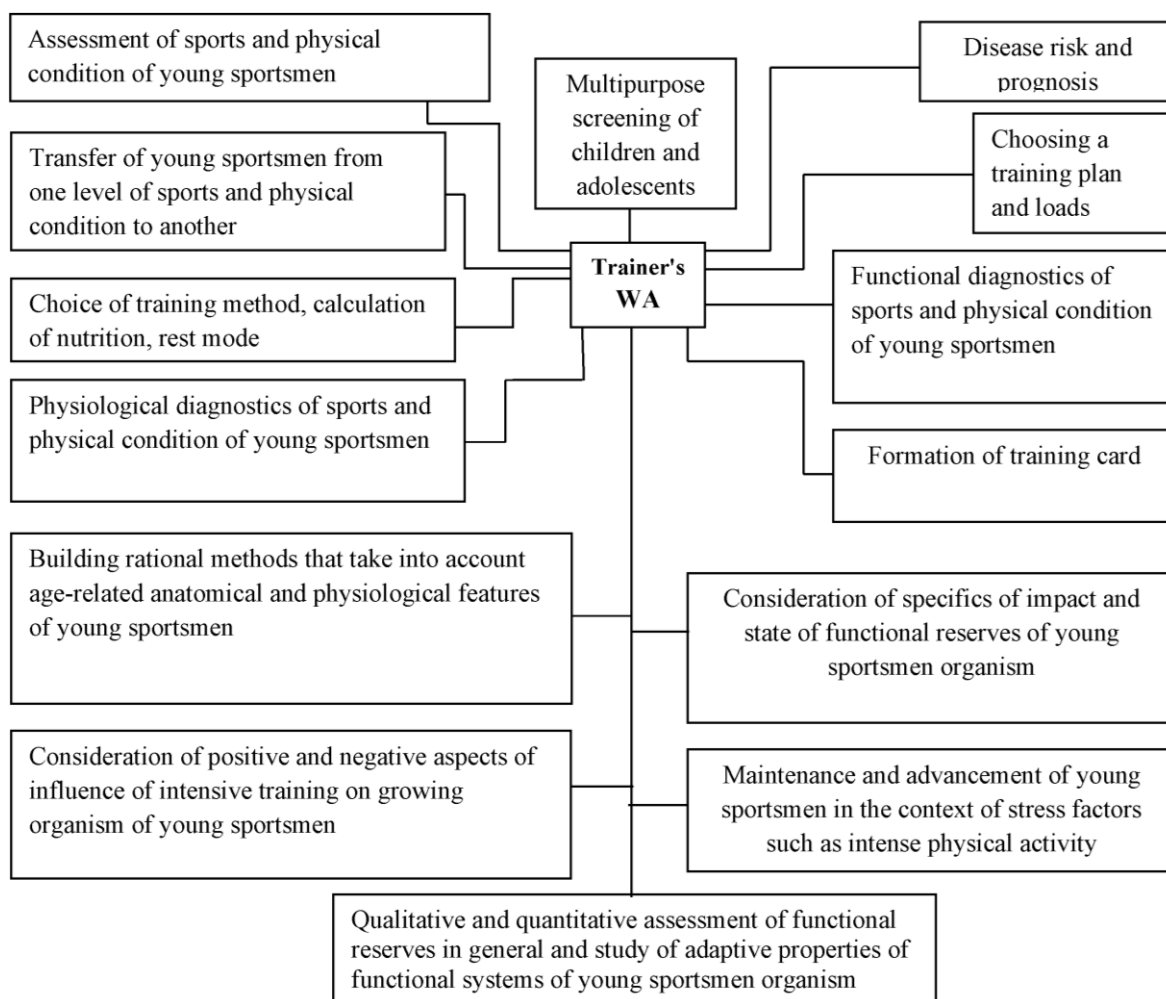 Assessment of sports and physical
condition of young sportsmen
Multipurpose
screening of
children and
adolescents
Disease risk and
prognosis
Transfer of young sportsmen from
one level of sports and physical
condition to another
Choosing a
training plan
and loads
Trainer's
WA
Choice of training method, calculation
of nutrition, rest mode
Functional diagnostics of
sports and physical condition
of young sportsmen
Physiological diagnostics of sports and
physical condition of young sportsmen
Formation of training card
Building rational methods that take into account
age-related anatomical and physiological features
of young sportsmen
Consideration of specifics of impact and
state of functional reserves of young
sportsmen organism
Consideration of positive and negative aspects of
influence of intensive training on growing
organism of young sportsmen
Maintenance and advancement of young
sportsmen in the context of stress factors
such as intense physical activity
Qualitative and quantitative assessment of functional
reserves in general and study of adaptive properties of
functional systems of young sportsmen organism